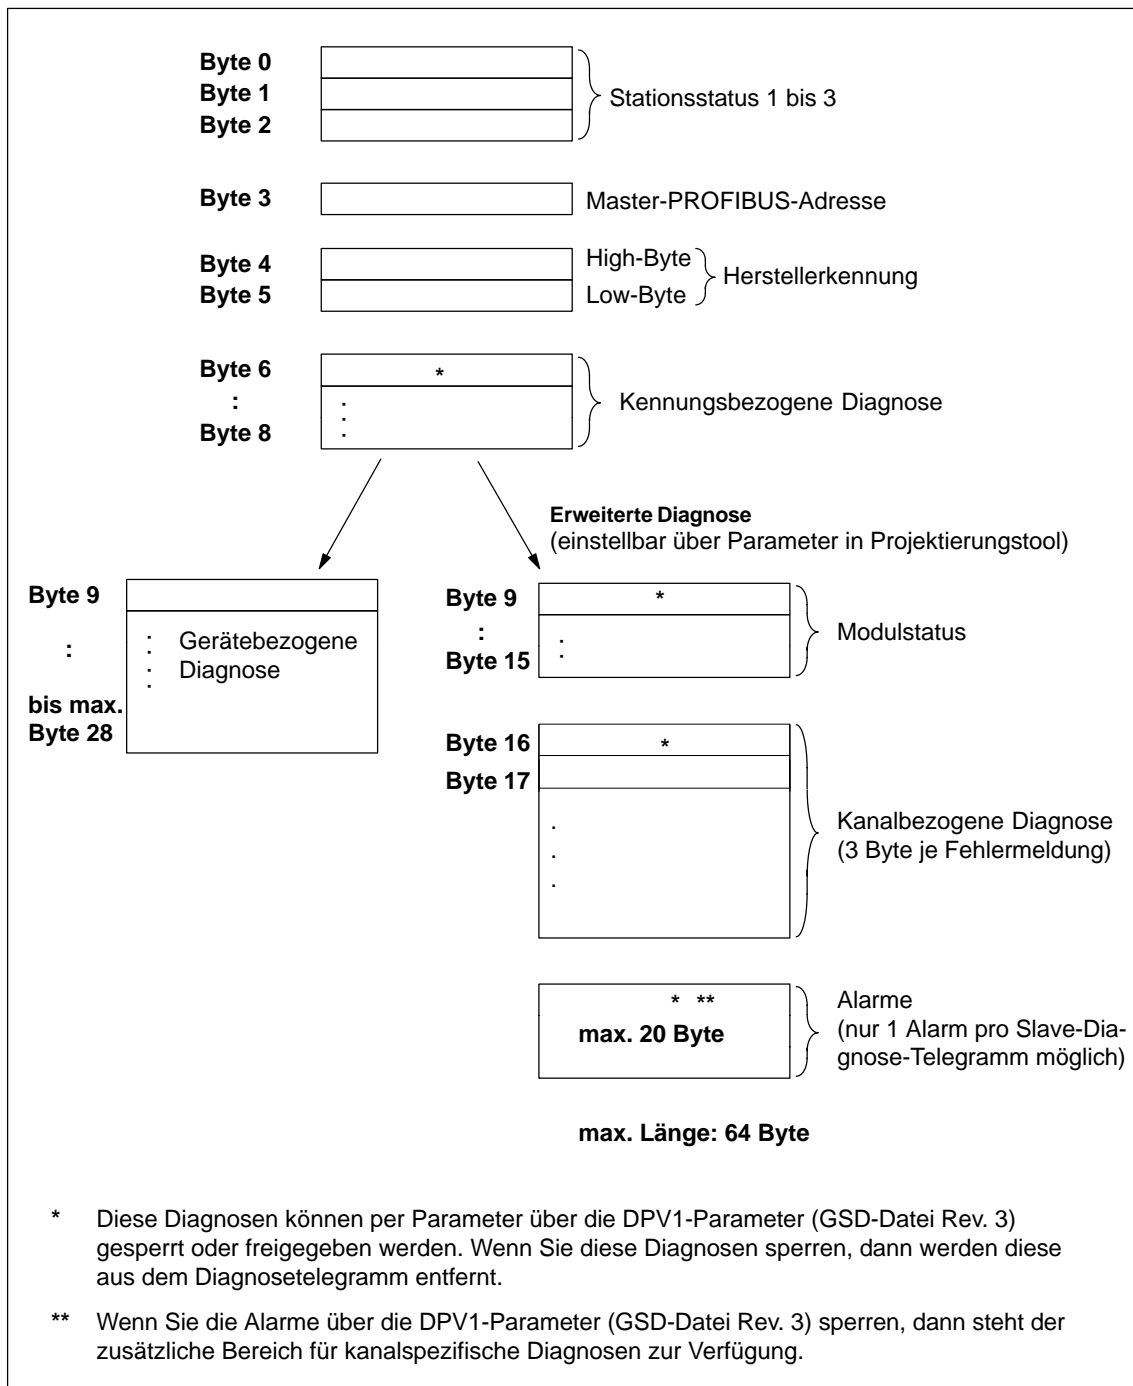 Byte 0
Byte 1
Byte 2
Stationsstatus 1 bis 3
Byte 3
Master-PROFIBUS-Adresse
Byte 4
High-Byte
Byte 5
Low-Byte
Herstellerkennung
Byte 6
*
:
Byte 8
Kennungsbezogene Diagnose
Erweiterte Diagnose
(einstellbar über Parameter in Projektierungstool)
Byte 9
:
Gerätebezogene
Diagnose
bis max.
Byte 28
Byte 9
*
:
Byte 15
Modulstatus
Byte 16
*
Byte 17
Kanalbezogene Diagnose
(3 Byte je Fehlermeldung)
* **
max. 20 Byte
Alarme
(nur 1 Alarm pro Slave-Dia-
gnose-Telegramm möglich)
max. Länge: 64 Byte
* Diese Diagnosen können per Parameter über die DPV1-Parameter (GSD-Datei Rev. 3)
gesperrt oder freigegeben werden. Wenn Sie diese Diagnosen sperren, dann werden diese
aus dem Diagnosetelegramm entfernt.
** Wenn Sie die Alarme über die DPV1-Parameter (GSD-Datei Rev. 3) sperren, dann steht der
zusätzliche Bereich für kanalspezifische Diagnosen zur Verfügung.